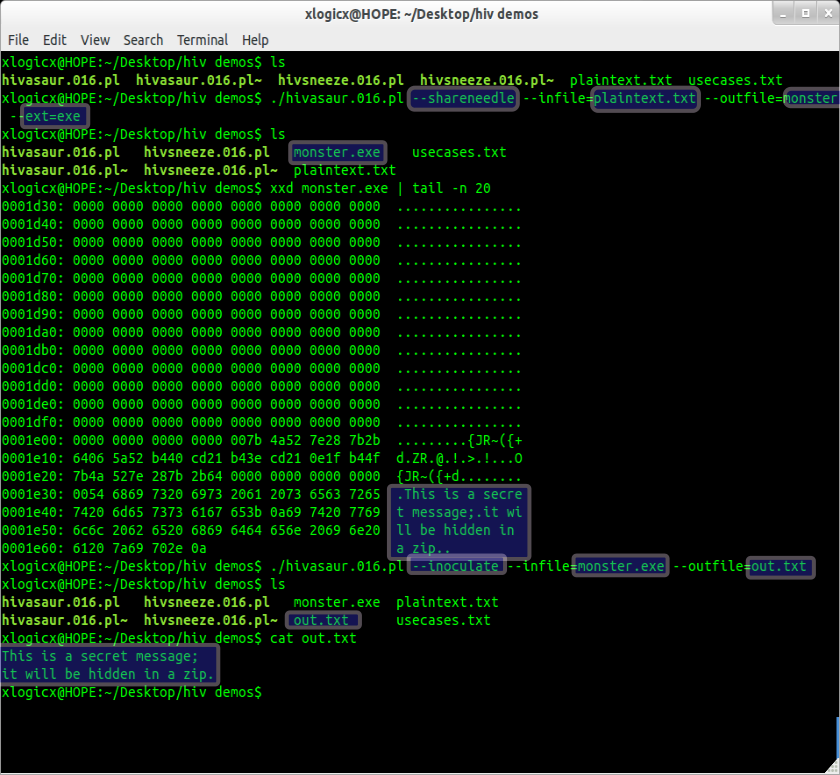 xlogicx@HOPE: ~/Desktop/hiv demos
File Edit View Search Terminal Help
xlogicx@HOPE:~/Desktop/hiv demos$ ls
hivasaur.016.pl hivasaur.016.pl~ hivsneeze.016.pl hivsneeze.016.pl~ plaintext.txt usecases.txt
xlogicx@HOPE:~/Desktop/hiv demos$ ./hivasaur.016.pl --shareneedle --infile=plaintext.txt --outfile=monster
--ext=exe
xlogicx@HOPE:~/Desktop/hiv demos$ ls
hivasaur.016.pl hivsneeze.016.pl monster.exe usecases.txt
hivasaur.016.pl~ hivsneeze.016.pl~ plaintext.txt
xlogicx@HOPE:~/Desktop/hiv demos$ xxd monster.exe | tail -n 20
0001d30: 0000 0000 0000 0000 0000 0000 0000 0000 ................
0001d40: 0000 0000 0000 0000 0000 0000 0000 0000 ................
0001d50: 0000 0000 0000 0000 0000 0000 0000 0000 ................
0001d60: 0000 0000 0000 0000 0000 0000 0000 0000 ................
0001d70: 0000 0000 0000 0000 0000 0000 0000 0000 ................
0001d80: 0000 0000 0000 0000 0000 0000 0000 0000 ................
0001d90: 0000 0000 0000 0000 0000 0000 0000 0000 ................
0001da0: 0000 0000 0000 0000 0000 0000 0000 0000 ................
0001db0: 0000 0000 0000 0000 0000 0000 0000 0000 ................
0001dc0: 0000 0000 0000 0000 0000 0000 0000 0000 ................
0001dd0: 0000 0000 0000 0000 0000 0000 0000 0000 ................
0001de0: 0000 0000 0000 0000 0000 0000 0000 0000 ................
0001df0: 0000 0000 0000 0000 0000 0000 0000 0000 ................
0001e00: 0000 0000 0000 0000 007b 4a52 7e28 7b2b .........{JR~({+
0001e10: 6406 5a52 b440 cd21 b43e cd21 0e1f b44f d.ZR.@.!.>.!...O
0001e20: 7b4a 527e 287b 2b64 0000 0000 0000 0000 {JR~({+d........
0001e30: 0054 6869 7320 6973 2061 2073 6563 7265 .This is a secre
0001e40: 7420 6d65 7373 6167 653b 0a69 7420 7769 t message;.it wi
0001e50: 6c6c 2062 6520 6869 6464 656e 2069 6e20 ll be hidden in
0001e60: 6120 7a69 702e 0a a zip..
xlogicx@HOPE:~/Desktop/hiv demos$ ./hivasaur.016.pl --inoculate --infile=monster.exe --outfile=out.txt
xlogicx@HOPE:~/Desktop/hiv demos$ ls
hivasaur.016.pl hivsneeze.016.pl monster.exe plaintext.txt
hivasaur.016.pl~ hivsneeze.016.pl~ out.txt usecases.txt
xlogicx@HOPE:~/Desktop/hiv demos$ cat out.txt
This is a secret message;
it will be hidden in a zip.
xlogicx@HOPE:~/Desktop/hiv demos$